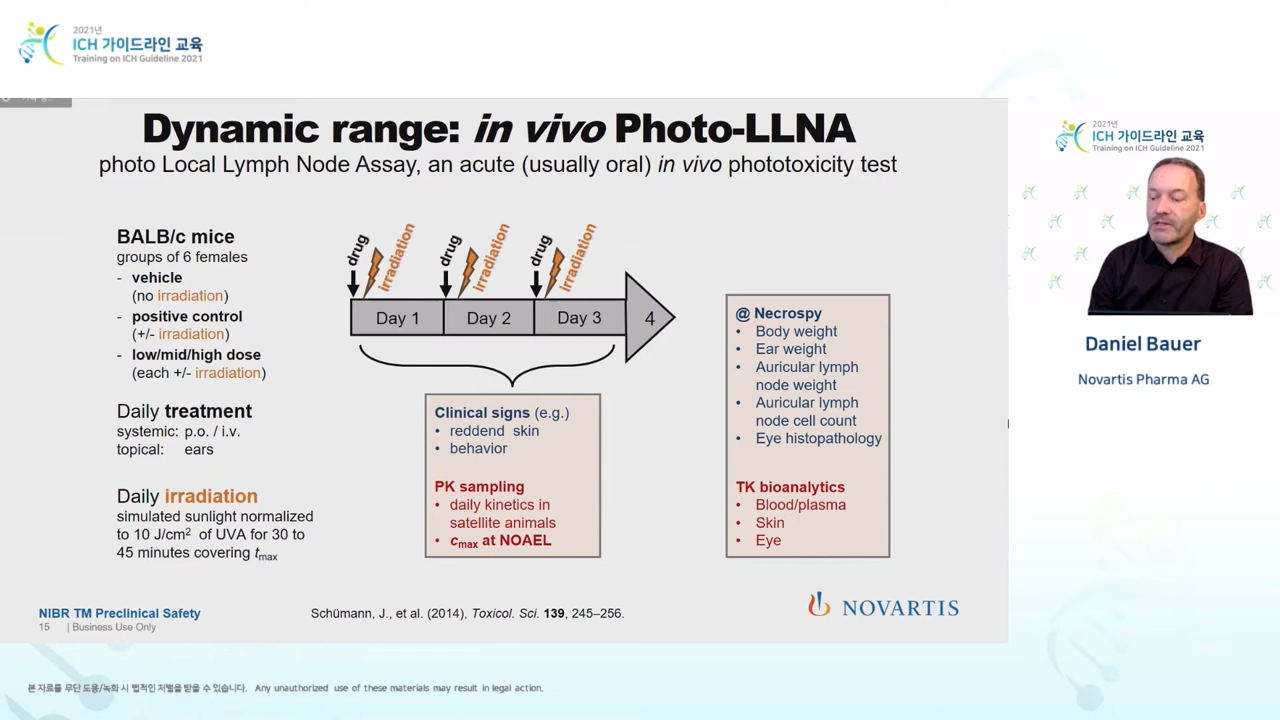 2021년
ICH 가이드라인 교육
Training on ICH Guideline 2021
Dynamic range: in vivo Photo-LLNA
photo Local Lymph Node Assay, an acute (usually oral) in vivo phototoxicity test
BALB/c mice
groups of 6 females
- vehicle
(no irradiation)
- positive control
(+/- irradiation)
- low/mid/high dose
(each +/- irradiation)
Daily treatment
systemic: p.o. / i.v.
topical: ears
Daily irradiation
simulated sunlight normalized
to 10 J/cm² of UVA for 30 to
45 minutes covering tmax
drug
irradiation
drug
irradiation
drug
irradiation
Day 1
Day 2
Day 3
4
Clinical signs (e.g.)
• reddend skin
• behavior
PK sampling
• daily kinetics in
satellite animals
• cmax at NOAEL
@ Necrospy
• Body weight
• Ear weight
• Auricular lymph
node weight
• Auricular lymph
node cell count
• Eye histopathology
TK bioanalytics
• Blood/plasma
• Skin
• Eye
NIBR TM Preclinical Safety
15 | Business Use Only
Schümann, J., et al. (2014), Toxicol. Sci. 139, 245–256.
NOVARTIS
2021년
ICH 가이드라인 교육
Training on ICH Guideline 2021
Daniel Bauer
Novartis Pharma AG
본 자료를 무단 도용/녹화 시 법적인 처벌을 받을 수 있습니다. Any unauthorized use of these materials may result in legal action.